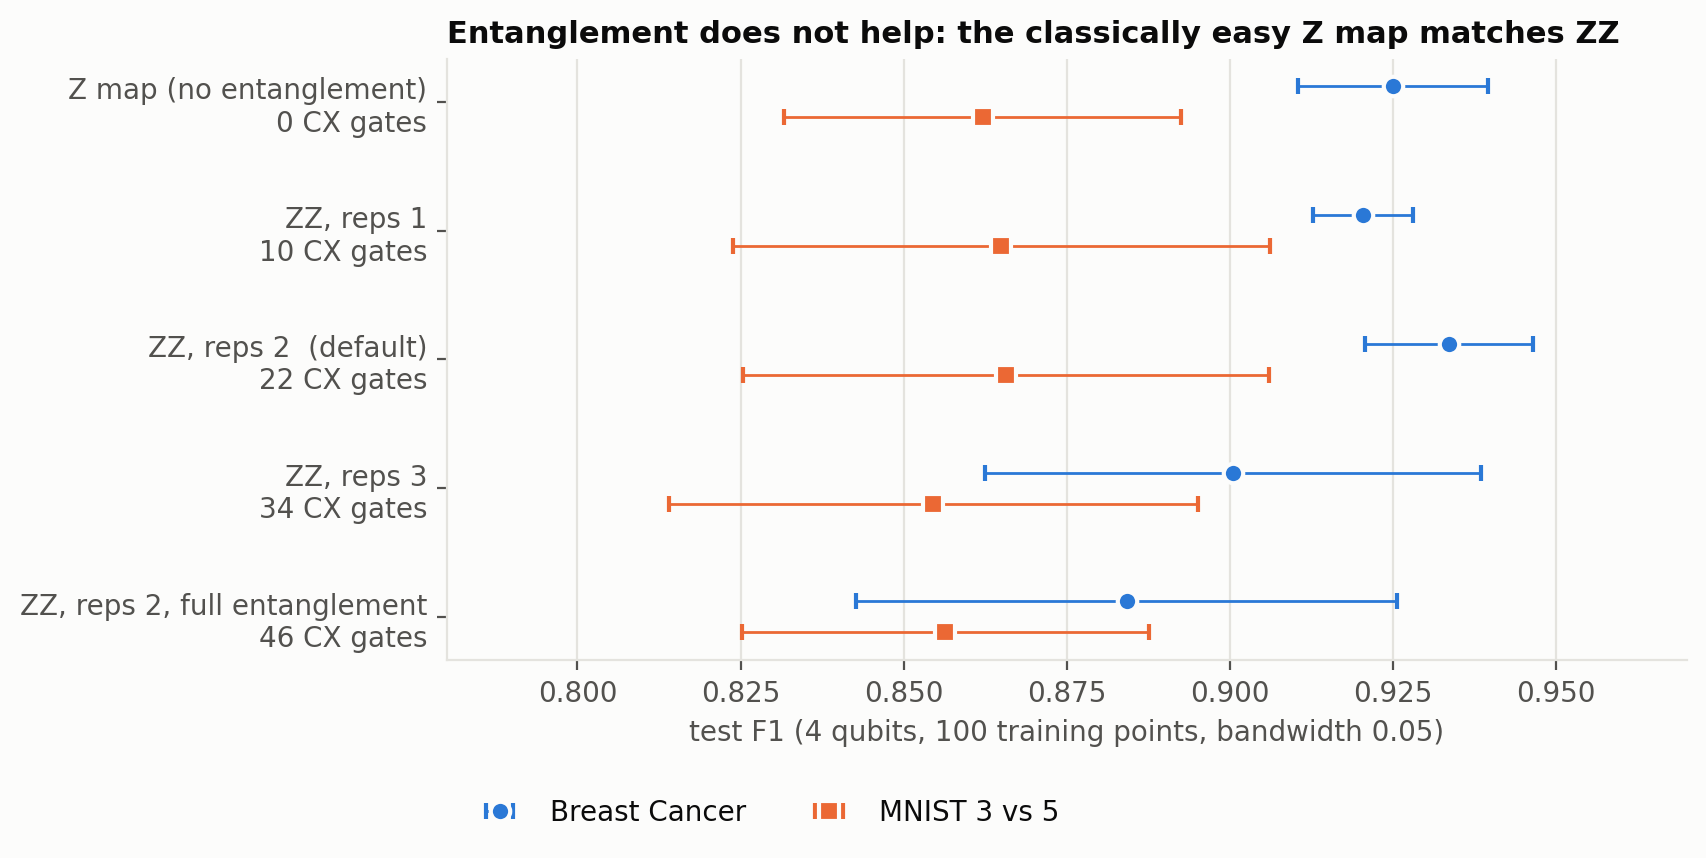 Entanglement does not help: the classically easy Z map matches ZZ
Z map (no entanglement)
0 CX gates
ZZ, reps 1
10 CX gates
ZZ, reps 2  (default)
22 CX gates
ZZ, reps 3
34 CX gates
ZZ, reps 2, full entanglement
46 CX gates
0.800 0.825 0.850 0.875 0.900 0.925 0.950
test F1 (4 qubits, 100 training points, bandwidth 0.05)
Breast Cancer MNIST 3 vs 5